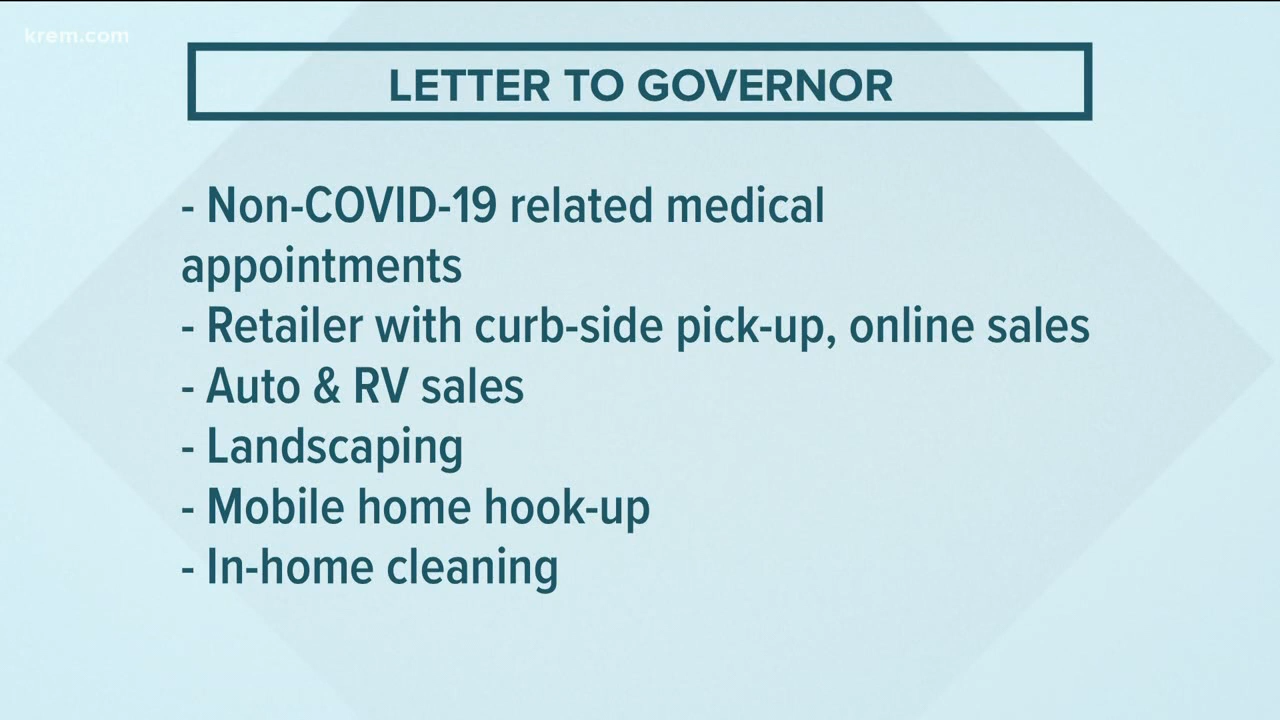 krem.com
LETTER TO GOVERNOR
- Non-COVID-19 related medical
appointments
- Retailer with curb-side pick-up, online sales
- Auto & RV sales
- Landscaping
- Mobile home hook-up
- In-home cleaning